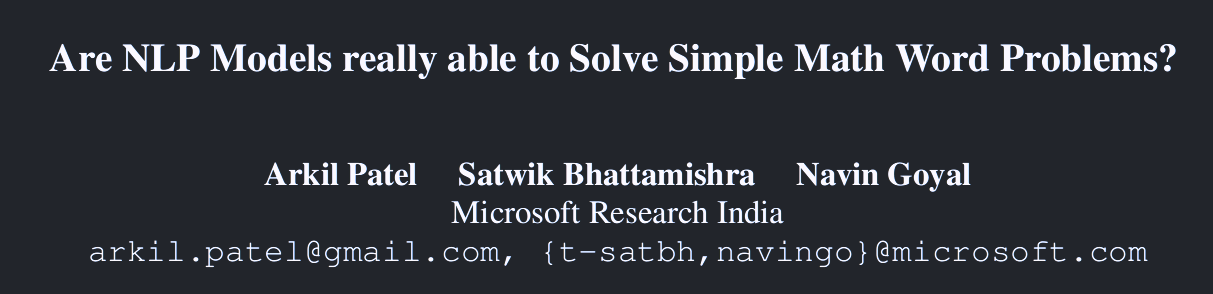 Are NLP Models really able to Solve Simple Math Word Problems?
Arkil Patel Satwik Bhattamishra Navin Goyal
Microsoft Research India
arkil.patel@gmail.com, {t-satbh,navingo}@microsoft.com